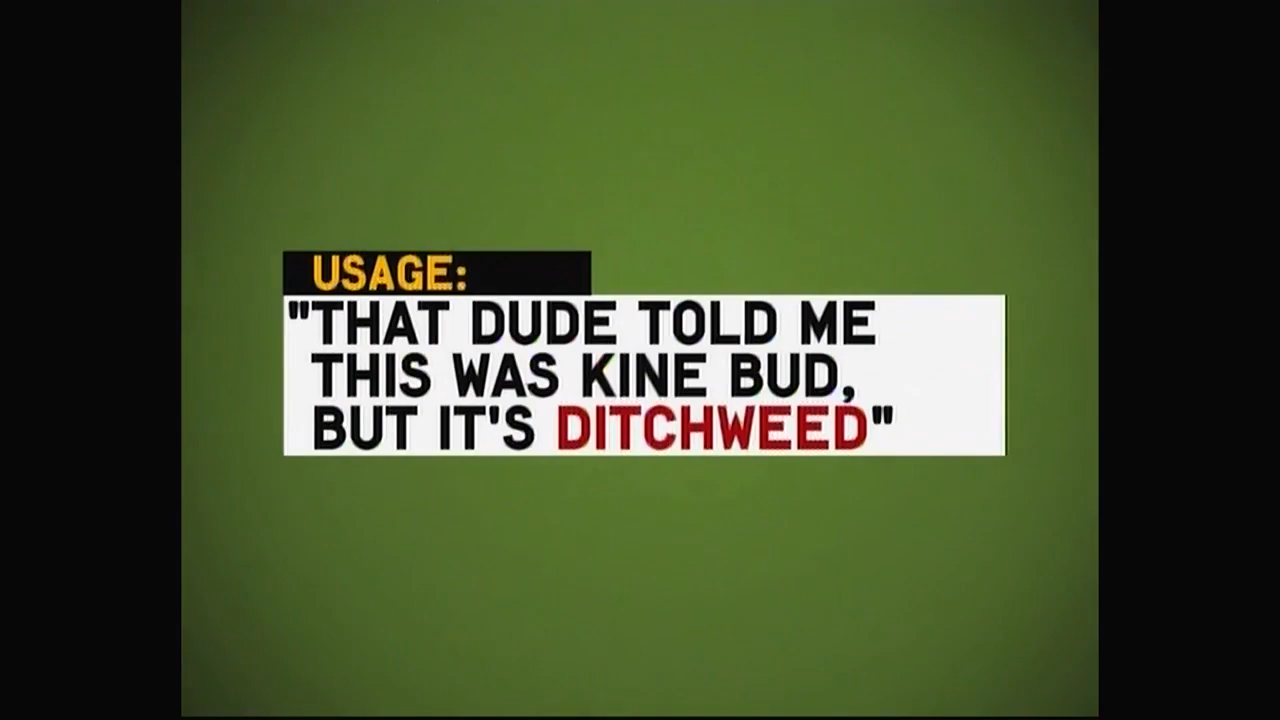 USAGE:
"THAT DUDE TOLD ME
THIS WAS KINE BUD,
BUT IT'S DITCHWEED"